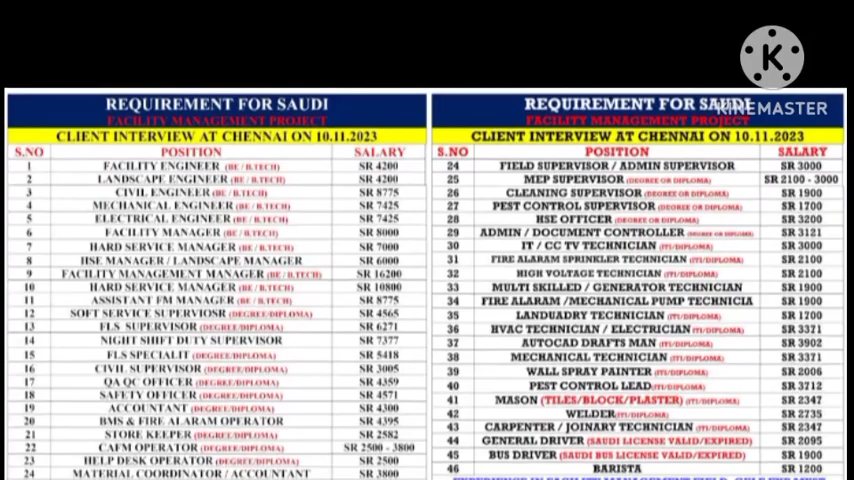 K
KINEMASTER
REQUIREMENT FOR SAUDI
FACILITY MANAGEMENT PROJECT
CLIENT INTERVIEW AT CHENNAI ON 10.11.2023
S.NO POSITION SALARY
1 FACILITY ENGINEER (BE / B.TECH) SR 4200
2 LANDSCAPE ENGINEER (BE / B.TECH) SR 4200
3 CIVIL ENGINEER (BE / B.TECH) SR 8775
4 MECHANICAL ENGINEER (BE / B.TECH) SR 7425
5 ELECTRICAL ENGINEER (BE / B.TECH) SR 7425
6 FACILITY MANAGER (BE / B.TECH) SR 8000
7 HARD SERVICE MANAGER (BE / B.TECH) SR 7000
8 HSE MANAGER / LANDSCAPE MANAGER SR 6000
9 FACILITY MANAGEMENT MANAGER (BE / B.TECH) SR 16200
10 HARD SERVICE MANAGER (BE / B.TECH) SR 10800
11 ASSISTANT FM MANAGER (BE / B.TECH) SR 8775
12 SOFT SERVICE SUPERVIOSR (DEGREE/DIPLOMA) SR 4565
13 FLS SUPERVISOR (DEGREE/DIPLOMA) SR 6271
14 NIGHT SHIFT DUTY SUPERVISOR SR 7377
15 FLS SPECIALIT (DEGREE/DIPLOMA) SR 5418
16 CIVIL SUPERVISOR (DEGREE/DIPLOMA) SR 3005
17 QA QC OFFICER (DEGREE/DIPLOMA) SR 4359
18 SAFETY OFFICER (DEGREE/DIPLOMA) SR 4571
19 ACCOUNTANT (DEGREE/DIPLOMA) SR 4300
20 BMS & FIRE ALARAM OPERATOR SR 4395
21 STORE KEEPER (DEGREE/DIPLOMA) SR 2582
22 CAFM OPERATOR (DEGREE/DIPLOMA) SR 2500 - 3800
23 HELP DESK OPERATOR (DEGREE/DIPLOMA) SR 2500
24 MATERIAL COORDINATOR / ACCOUNTANT SR 3800
REQUIREMENT FOR SAUDI
FACILITY MANAGEMENT PROJECT
CLIENT INTERVIEW AT CHENNAI ON 10.11.2023
S.NO POSITION SALARY
24 FIELD SUPERVISOR / ADMIN SUPERVISOR SR 3000
25 MEP SUPERVISOR (DEGREE OR DIPLOMA) SR 2100 - 3000
26 CLEANING SUPERVISOR (DEGREE OR DIPLOMA) SR 1900
27 PEST CONTROL SUPERVISOR (DEGREE OR DIPLOMA) SR 1700
28 HSE OFFICER (DEGREE OR DIPLOMA) SR 3200
29 ADMIN / DOCUMENT CONTROLLER (DEGREE OR DIPLOMA) SR 3121
30 IT / CC TV TECHNICIAN (ITI/DIPLOMA) SR 3000
31 FIRE ALARAM SPRINKLER TECHNICIAN (ITI/DIPLOMA) SR 2100
32 HIGH VOLTAGE TECHNICIAN (ITI/DIPLOMA) SR 2100
33 MULTI SKILLED / GENERATOR TECHNICIAN SR 1900
34 FIRE ALARAM /MECHANICAL PUMP TECHNICIA SR 1900
35 LANDUADRY TECHNICIAN (ITI/DIPLOMA) SR 1700
36 HVAC TECHNICIAN / ELECTRICIAN (ITI/DIPLOMA) SR 3371
37 AUTOCAD DRAFTS MAN (ITI/DIPLOMA) SR 3902
38 MECHANICAL TECHNICIAN (ITI/DIPLOMA) SR 3371
39 WALL SPRAY PAINTER (ITI/DIPLOMA) SR 2006
40 PEST CONTROL LEAD(ITI/DIPLOMA) SR 3712
41 MASON (TILES/BLOCK/PLASTER) (ITI/DIPLOMA) SR 2347
42 WELDER(ITI/DIPLOMA) SR 2735
43 CARPENTER / JOINARY TECHNICIAN (ITI/DIPLOMA) SR 2347
44 GENERAL DRIVER (SAUDI LICENSE VALID/EXPIRED) SR 2095
45 BUS DRIVER (SAUDI BUS LICENSE VALID/EXPIRED) SR 1900
46 BARISTA SR 1200